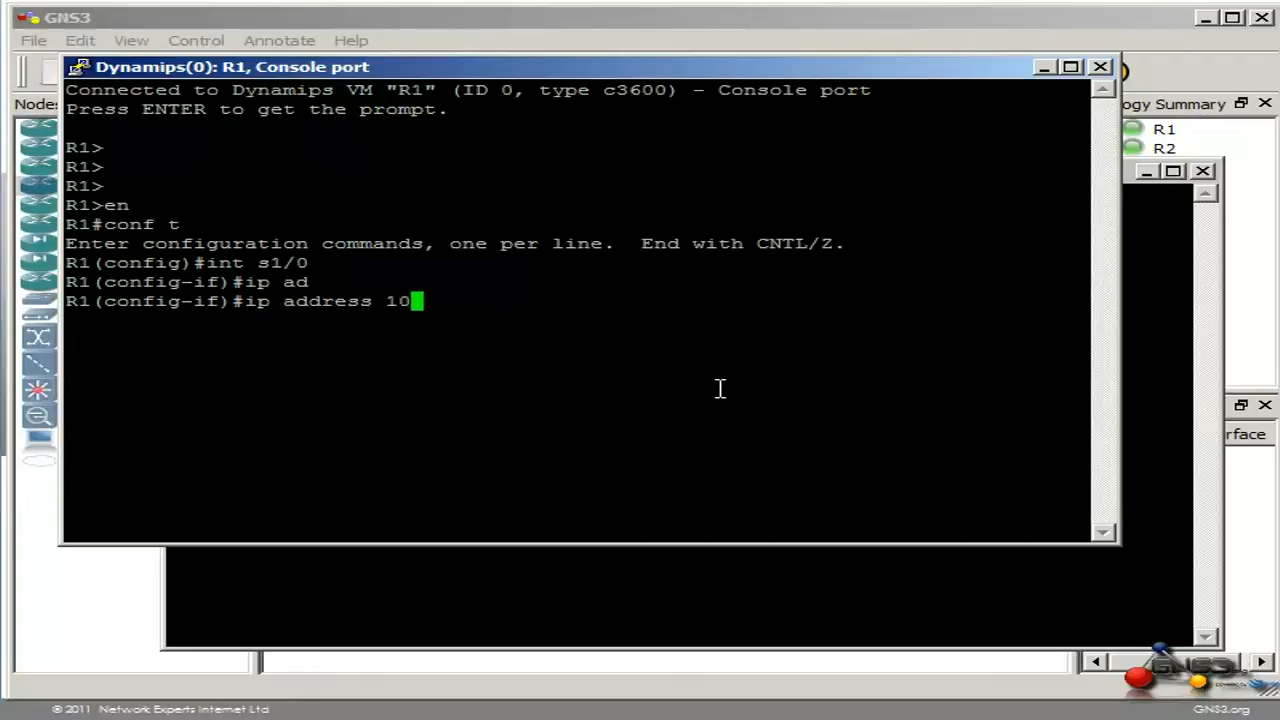 GNS3
File Edit View Control Annotate Help
Dynamips(0): R1, Console port
Connected to Dynamips VM "R1" (ID 0, type c3600) - Console port
Press ENTER to get the prompt.
Nodes
ogy Summary
R1
R2
R1>
R1>
R1>
R1>en
R1#conf t
Enter configuration commands, one per line.  End with CNTL/Z.
R1(config)#int s1/0
R1(config-if)#ip ad
R1(config-if)#ip address 10
rface
GNS3
© 2011 Network Experts Internet Ltd
GNS3.org